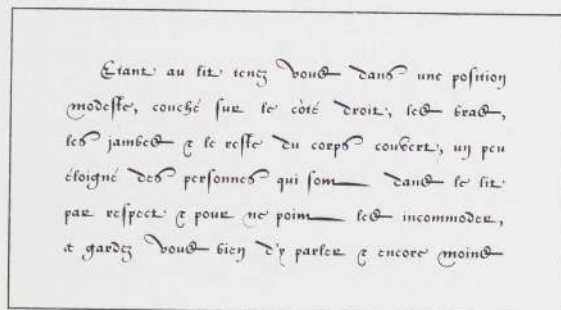 Etant au lit tenez vous dans une position
modeste, couché sur le côté droit, les bras,
les jambes & le reste du corps couvert, un peu
éloigné des personnes qui sont dans le lit
par respect & pour ne point les incommoder,
& gardez vous bien d'y parler & encore moins